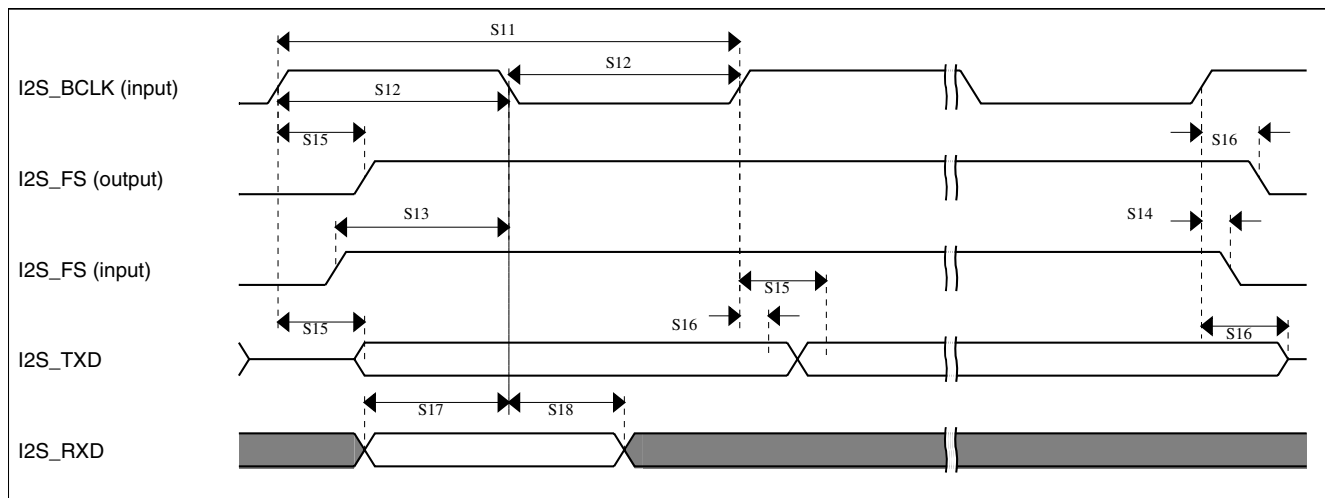 S11
I2S_BCLK (input)
S12
S12
S15
S16
I2S_FS (output)
S13
S14
I2S_FS (input)
S15
S15
S16
S16
I2S_TXD
S17
S18
I2S_RXD